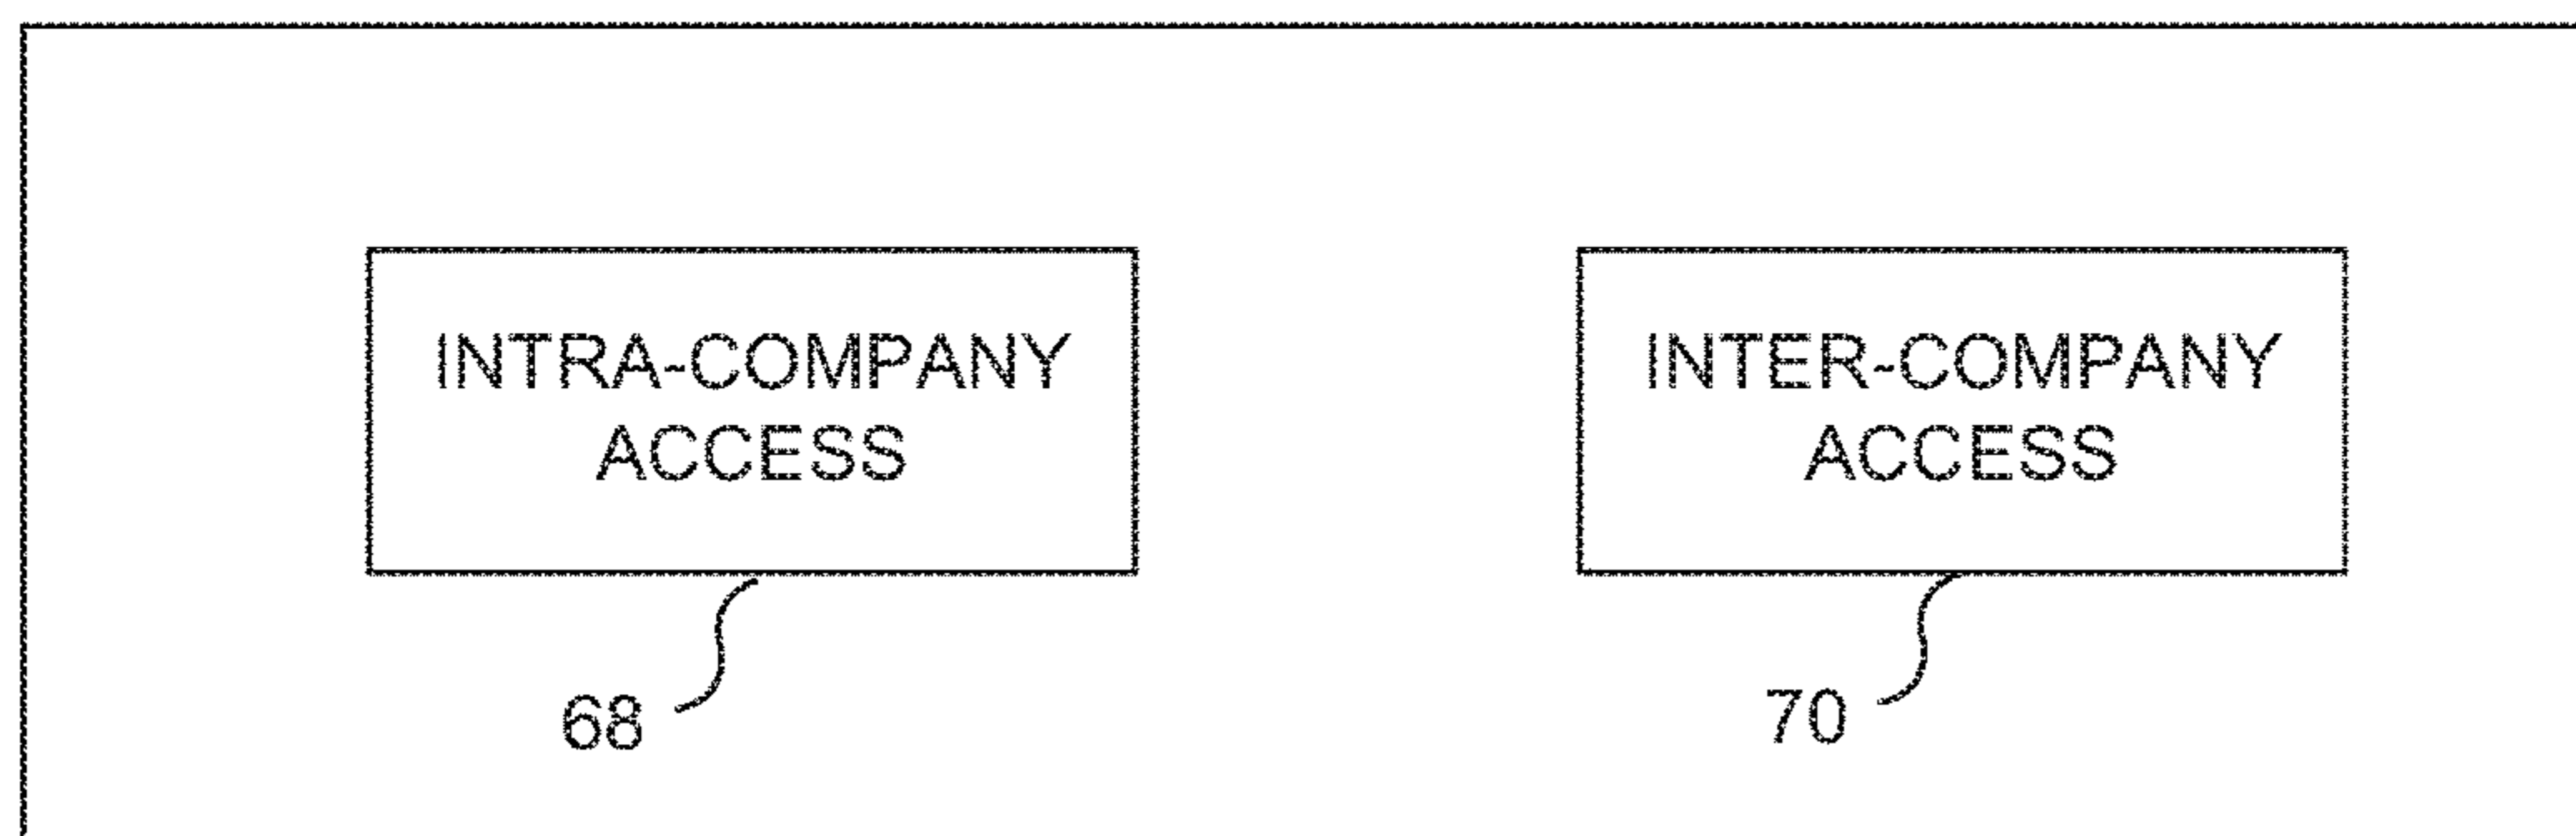 INTRA-COMPANY
ACCESS
INTER-COMPANY
ACCESS
68
70